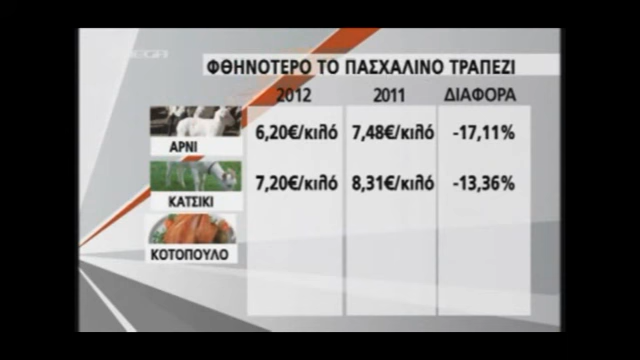 MEGA
ΦΘΗΝΟΤΕΡΟ ΤΟ ΠΑΣΧΑΛΙΝΟ ΤΡΑΠΕΖΙ
2012 2011 ΔΙΑΦΟΡΑ
ΑΡΝΙ 6,20€/κιλό 7,48€/κιλό -17,11%
ΚΑΤΣΙΚΙ 7,20€/κιλό 8,31€/κιλό -13,36%
ΚΟΤΟΠΟΥΛΟ